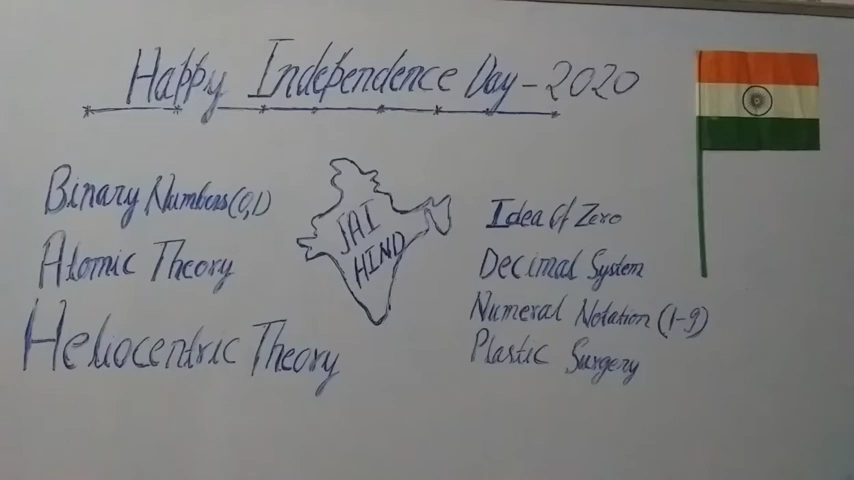 Happy Independence Day - 2020
Binary Numbers (0,1)
Atomic Theory
Heliocentric Theory
JAI
HIND
Idea Of Zero
Decimal System
Numeral Notation (1-9)
Plastic Surgery